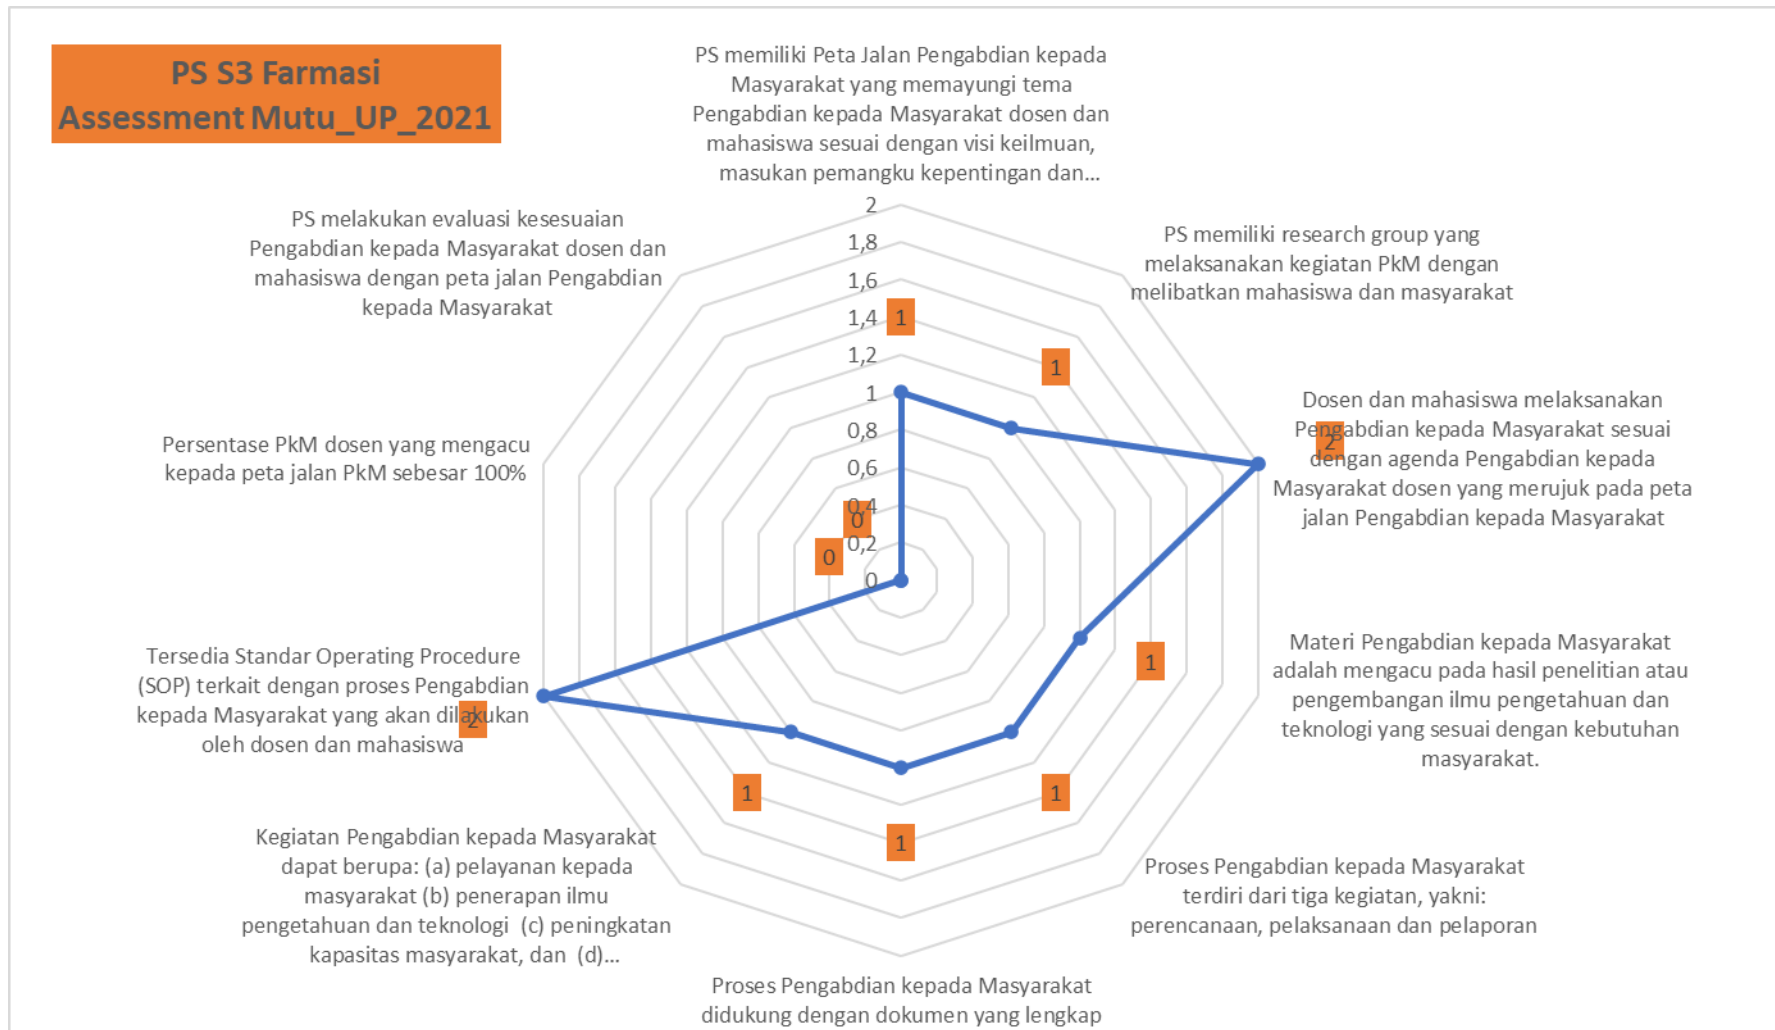 PS S3 Farmasi
Assessment Mutu_UP_2021
PS memiliki Peta Jalan Pengabdian kepada
Masyarakat yang memayungi tema
Pengabdian kepada Masyarakat dosen dan
mahasiswa sesuai dengan visi keilmuan,
masukan pemangku kepentingan dan...
PS memiliki research group yang
melaksanakan kegiatan PkM dengan
melibatkan mahasiswa dan masyarakat
Dosen dan mahasiswa melaksanakan
Pengabdian kepada Masyarakat sesuai
dengan agenda Pengabdian kepada
Masyarakat dosen yang merujuk pada peta
jalan Pengabdian kepada Masyarakat
Materi Pengabdian kepada Masyarakat
adalah mengacu pada hasil penelitian atau
pengembangan ilmu pengetahuan dan
teknologi yang sesuai dengan kebutuhan
masyarakat.
Proses Pengabdian kepada Masyarakat
terdiri dari tiga kegiatan, yakni:
perencanaan, pelaksanaan dan pelaporan
Proses Pengabdian kepada Masyarakat
didukung dengan dokumen yang lengkap
Kegiatan Pengabdian kepada Masyarakat
dapat berupa: (a) pelayanan kepada
masyarakat (b) penerapan ilmu
pengetahuan dan teknologi (c) peningkatan
kapasitas masyarakat, dan (d)...
Tersedia Standar Operating Procedure
(SOP) terkait dengan proses Pengabdian
kepada Masyarakat yang akan dilakukan
oleh dosen dan mahasiswa
Persentase PkM dosen yang mengacu
kepada peta jalan PkM sebesar 100%
PS melakukan evaluasi kesesuaian
Pengabdian kepada Masyarakat dosen dan
mahasiswa dengan peta jalan Pengabdian
kepada Masyarakat
2
1,8
1,6
1,4
1,2
1
0,8
0,6
0,4
0,2
0
1
1
2
1
1
1
1
2
0
0